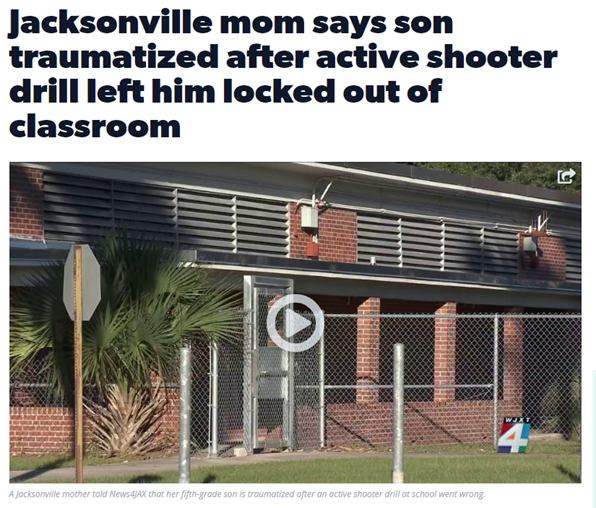 Jacksonville mom says son
traumatized after active shooter
drill left him locked out of
classroom
WJXT
4
A Jacksonville mother told News4JAX that her fifth-grade son is traumatized after an active shooter drill at school went wrong.